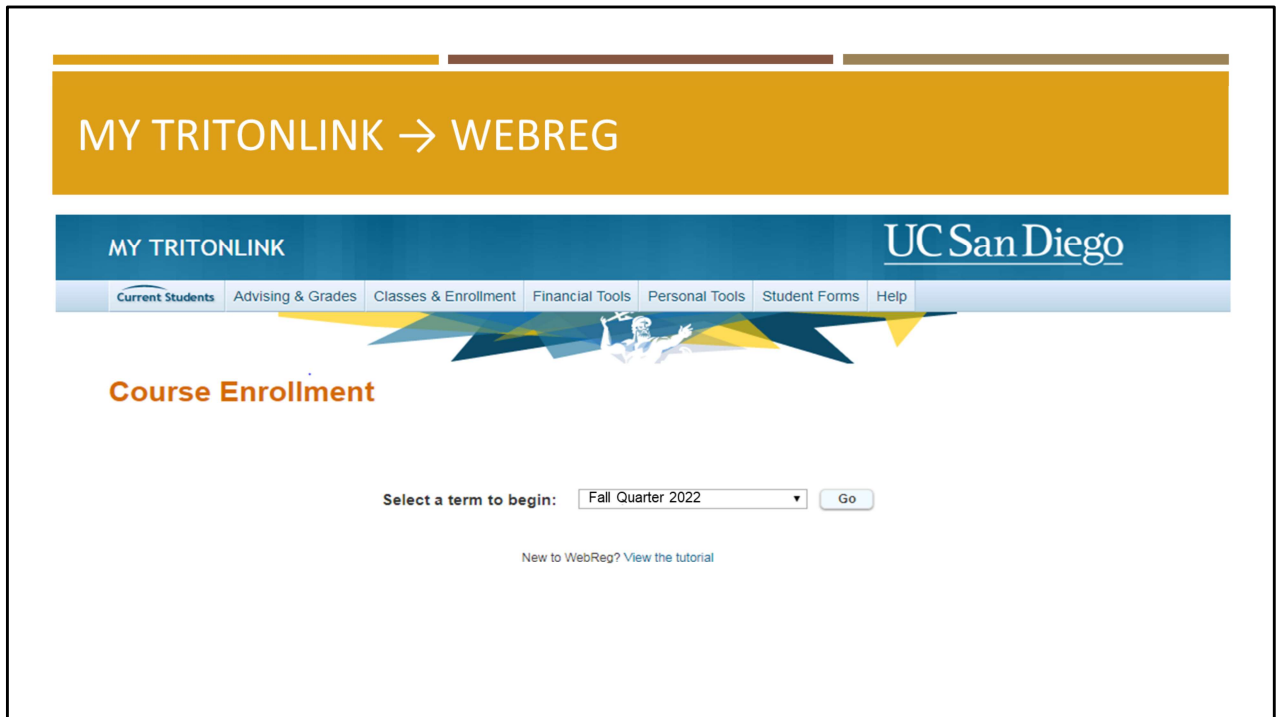 MY TRITONLINK → WEBREG
MY TRITONLINK
UC San Diego
Current Students Advising & Grades Classes & Enrollment Financial Tools Personal Tools Student Forms Help
Course Enrollment
Select a term to begin: Fall Quarter 2022 ▼ Go
New to WebReg? View the tutorial